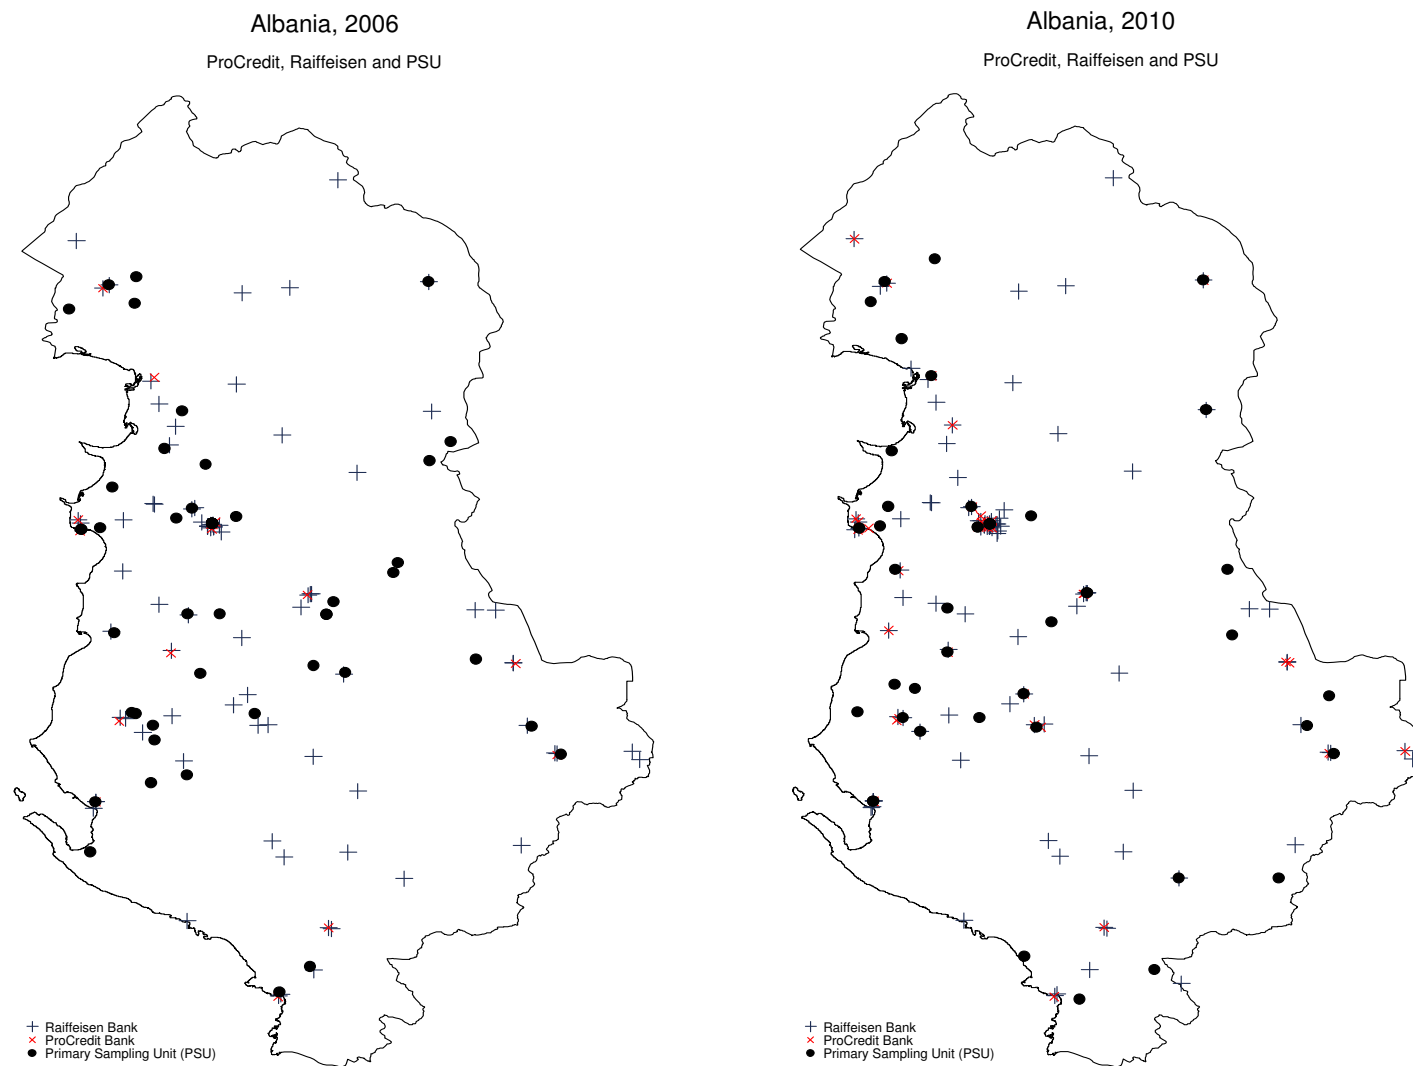 Albania, 2006
ProCredit, Raiffeisen and PSU
Raiffeisen Bank
ProCredit Bank
Primary Sampling Unit (PSU)
Albania, 2010
ProCredit, Raiffeisen and PSU
Raiffeisen Bank
ProCredit Bank
Primary Sampling Unit (PSU)